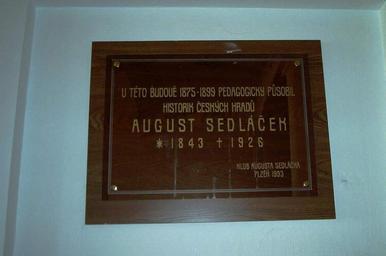 U TÉTO BUDOVĚ 1875-1899 PEDAGOGICKY PŮSOBIL
HISTORIK ČESKÝCH HRADŮ
AUGUST SEDLÁČEK
* 1843 + 1926
KLUB AUGUSTA SEDLÁČKA
PLZEŇ 1993